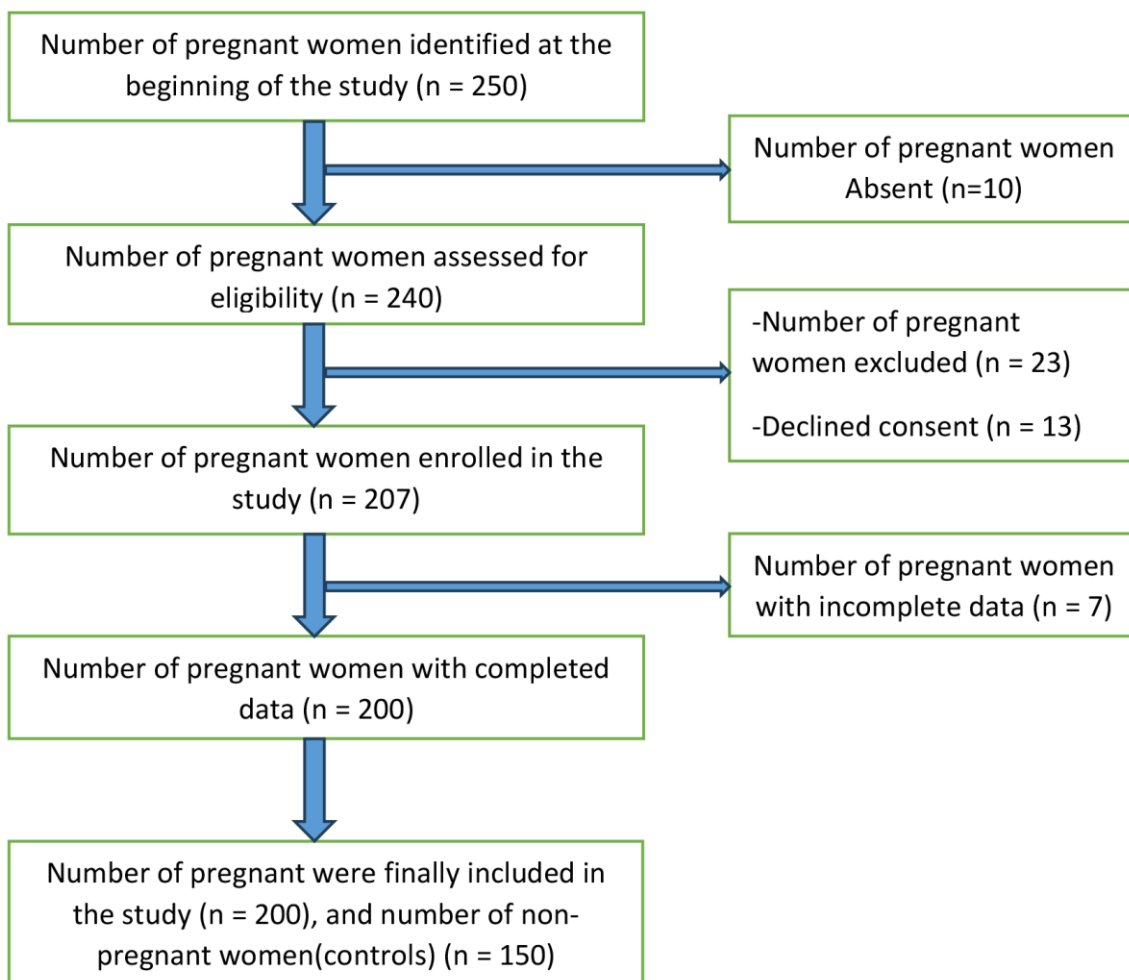 Number of pregnant women identified at the
beginning of the study (n = 250)
Number of pregnant women
Absent (n=10)
Number of pregnant women assessed for
eligibility (n = 240)
-Number of pregnant
women excluded (n = 23)
-Declined consent (n = 13)
Number of pregnant women enrolled in the
study (n = 207)
Number of pregnant women
with incomplete data (n = 7)
Number of pregnant women with completed
data (n = 200)
Number of pregnant were finally included in
the study (n = 200), and number of non-
pregnant women(controls) (n = 150)